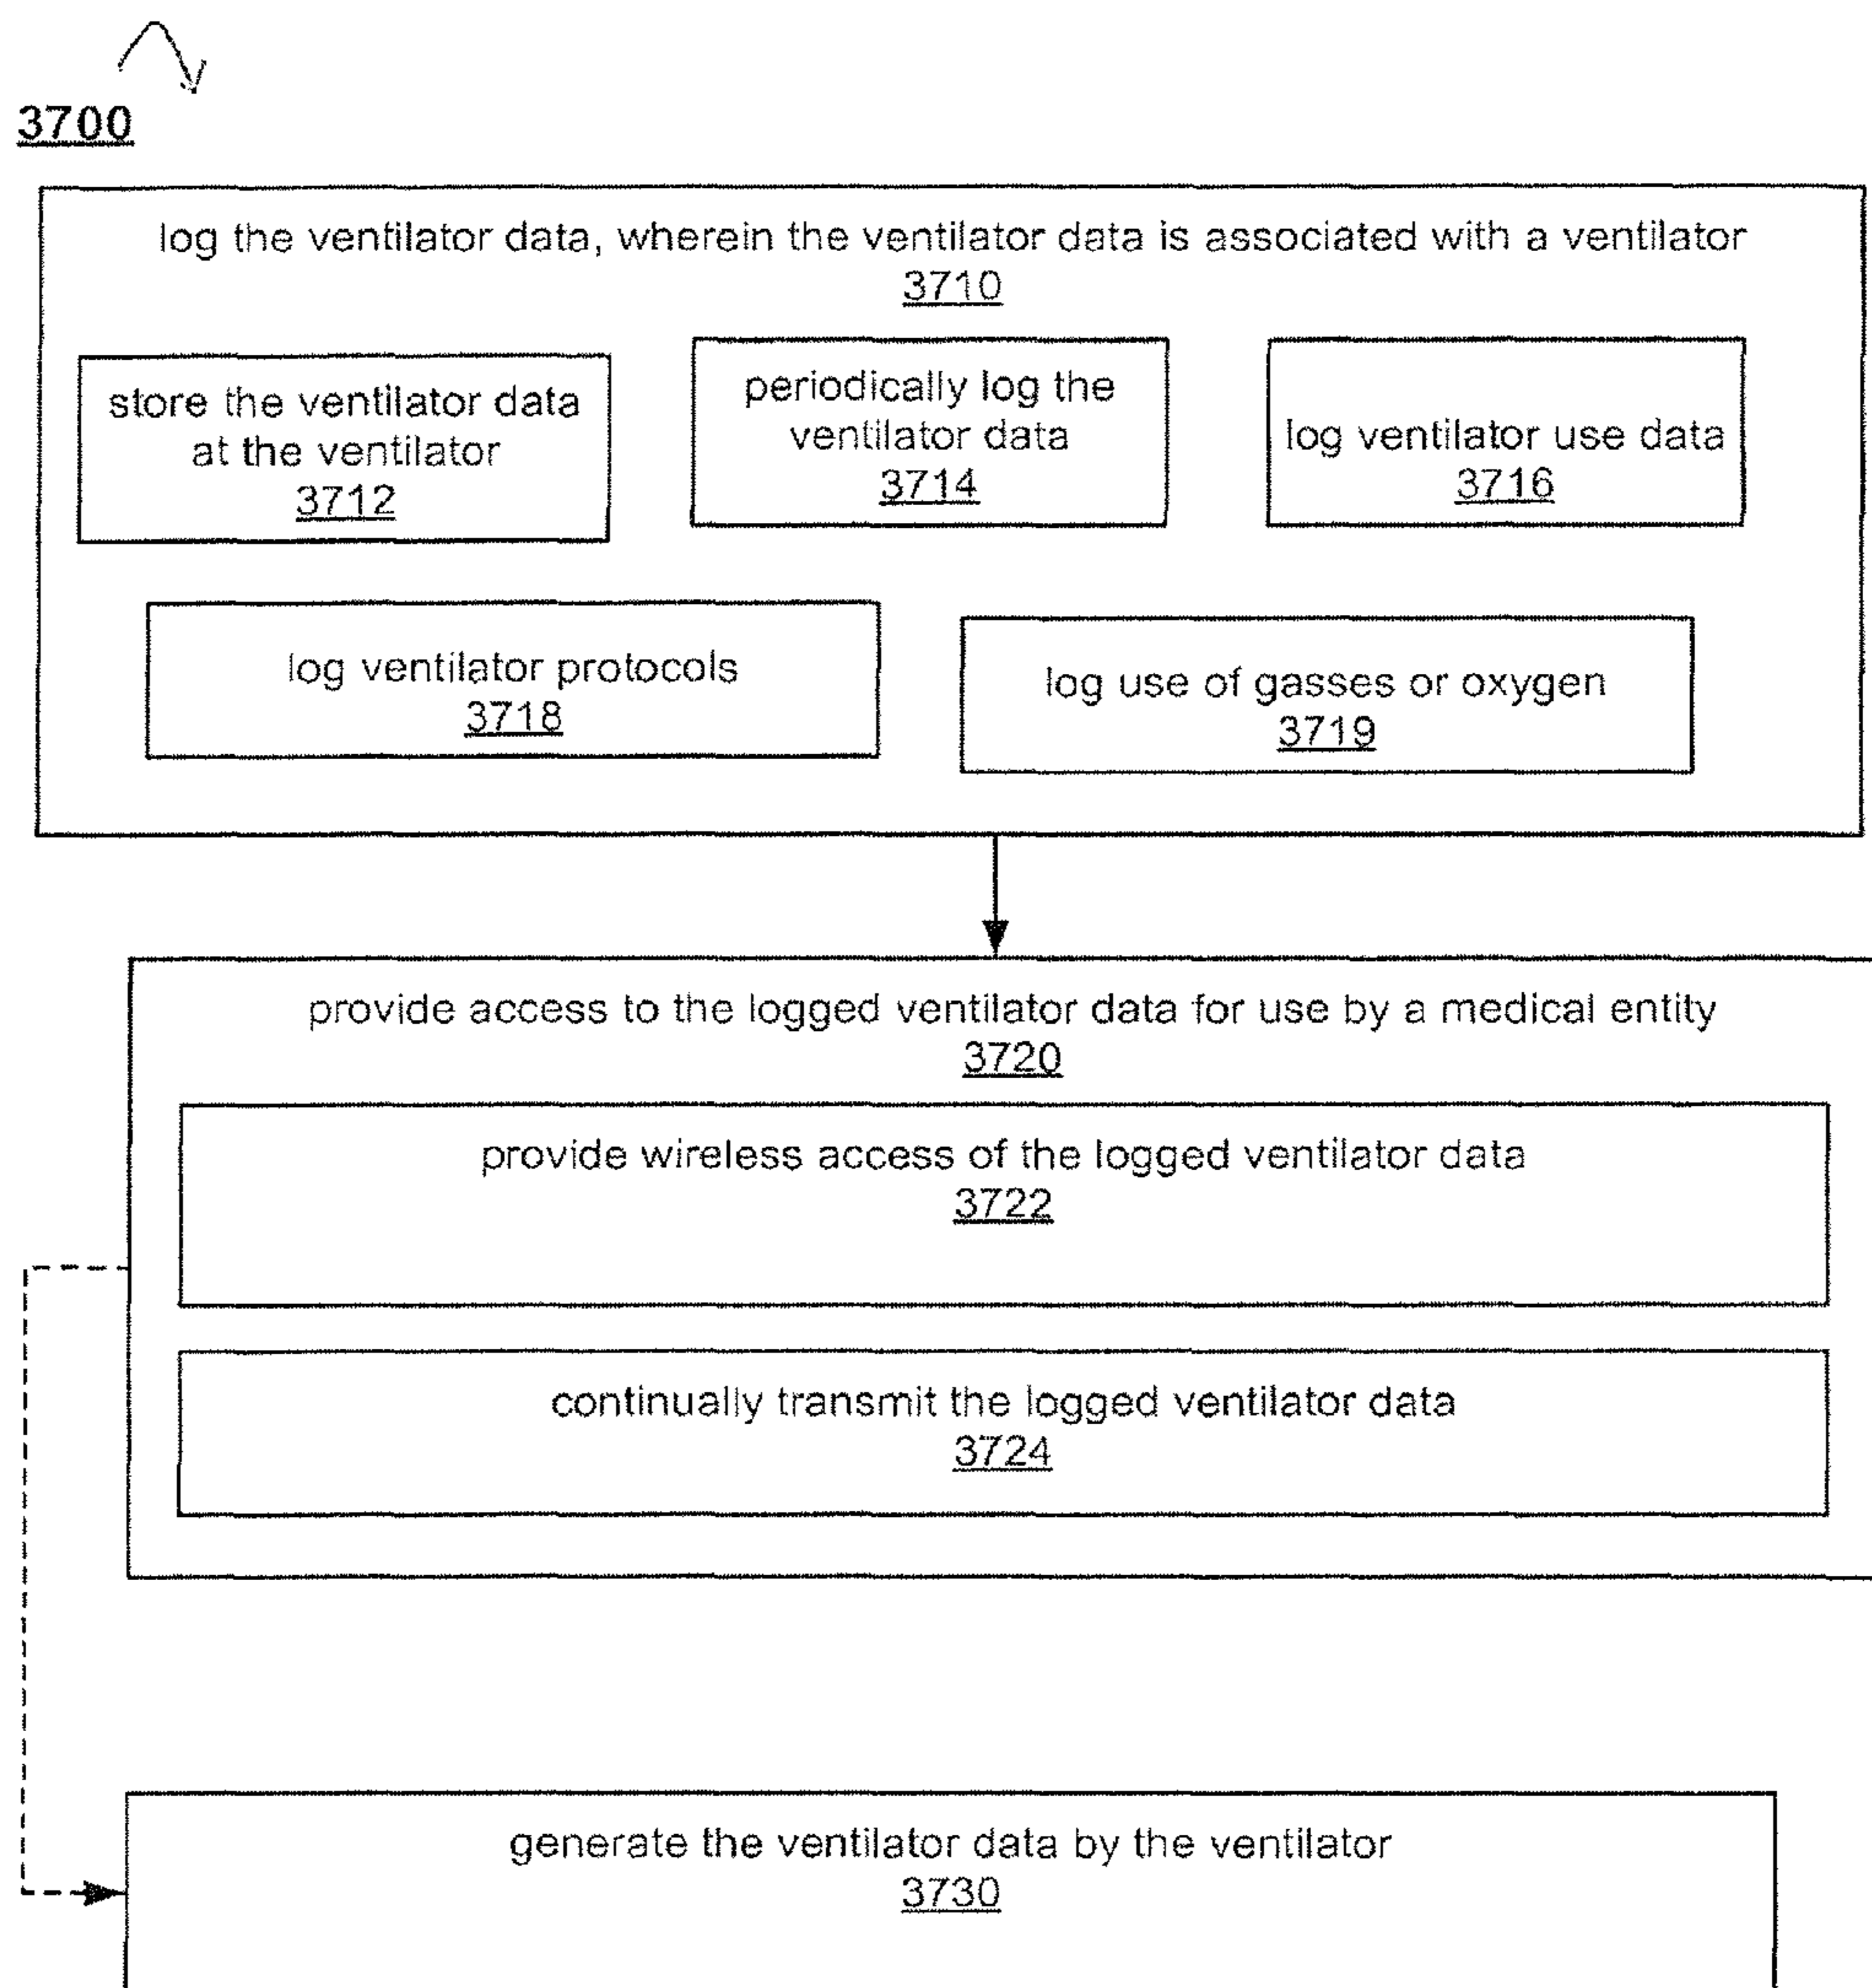 3700
log the ventilator data, wherein the ventilator data is associated with a ventilator
3710
store the ventilator data
at the ventilator
3712
periodically log the
ventilator data
3714
log ventilator use data
3716
log ventilator protocols
3718
log use of gasses or oxygen
3719
provide access to the logged ventilator data for use by a medical entity
3720
provide wireless access of the logged ventilator data
3722
continually transmit the logged ventilator data
3724
generate the ventilator data by the ventilator
3730